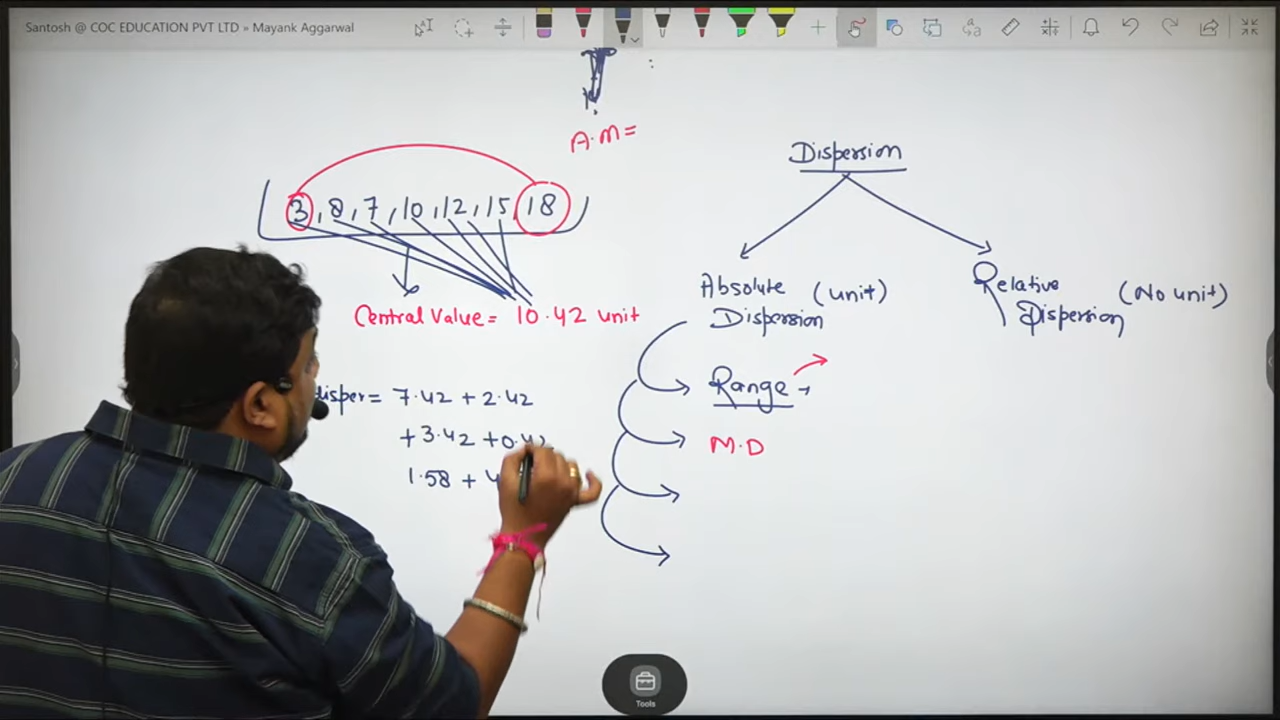 Santosh @ COC EDUCATION PVT LTD » Mayank Aggarwal
A.M=
3, 8, 7, 10, 12, 15, 18
Central Value = 10.42 unit
disper = 7.42 + 2.42
+3.42 + 0.42
1.58 +
Dispersion
Absolute Dispersion (unit)
Relative Dispersion (No unit)
Range
M.D
Tools